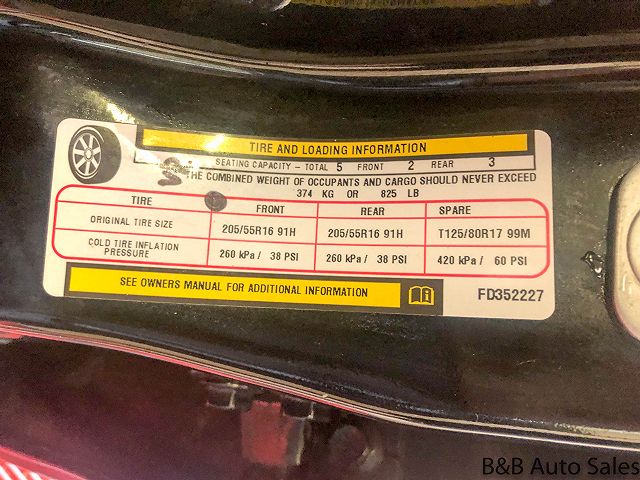 TIRE AND LOADING INFORMATION
SEATING CAPACITY – TOTAL 5 FRONT 2 REAR 3
THE COMBINED WEIGHT OF OCCUPANTS AND CARGO SHOULD NEVER EXCEED
374 KG OR 825 LB
TIRE FRONT REAR SPARE
ORIGINAL TIRE SIZE 205/55R16 91H 205/55R16 91H T125/80R17 99M
COLD TIRE INFLATION
PRESSURE 260 kPa / 38 PSI 260 kPa / 38 PSI 420 kPa / 60 PSI
SEE OWNERS MANUAL FOR ADDITIONAL INFORMATION
FD352227
B&B Auto Sales